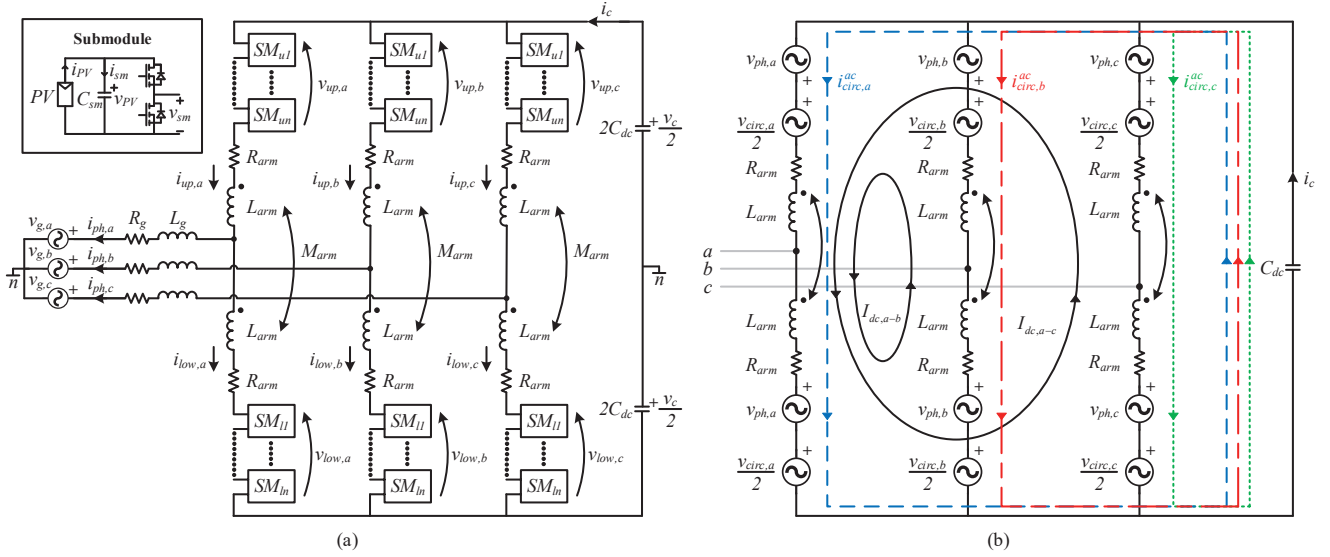 Submodule
i_PV
i_sm
PV
C_sm
+
v_PV
v_sm
i_c
SM_u1
SM_u1
SM_u1
v_up,a
v_up,b
v_up,c
SM_un
SM_un
SM_un
2C_dc
+ v_c/2
R_arm
R_arm
R_arm
i_up,a
i_up,b
i_up,c
L_arm
L_arm
L_arm
v_g,a + i_ph,a R_g L_g
v_g,b + i_ph,b
v_g,c + i_ph,c
n
M_arm
M_arm
M_arm
n
L_arm
L_arm
L_arm
i_low,a
i_low,b
i_low,c
R_arm
R_arm
R_arm
2C_dc
+ v_c/2
SM_l1
SM_l1
SM_l1
v_low,a
v_low,b
v_low,c
SM_ln
SM_ln
SM_ln
(a)
v_ph,a
v_ph,b
v_ph,c
+
+
+
i^ac_circ,a
i^ac_circ,b
i^ac_circ,c
+
+
+
v_circ,a/2
v_circ,b/2
v_circ,c/2
R_arm
R_arm
R_arm
i_c
L_arm
L_arm
L_arm
a
b
c
C_dc
I_dc,a-b
I_dc,a-c
L_arm
L_arm
L_arm
R_arm
R_arm
R_arm
+
+
+
v_ph,a
v_ph,b
v_ph,c
+
+
+
v_circ,a/2
v_circ,b/2
v_circ,c/2
(b)